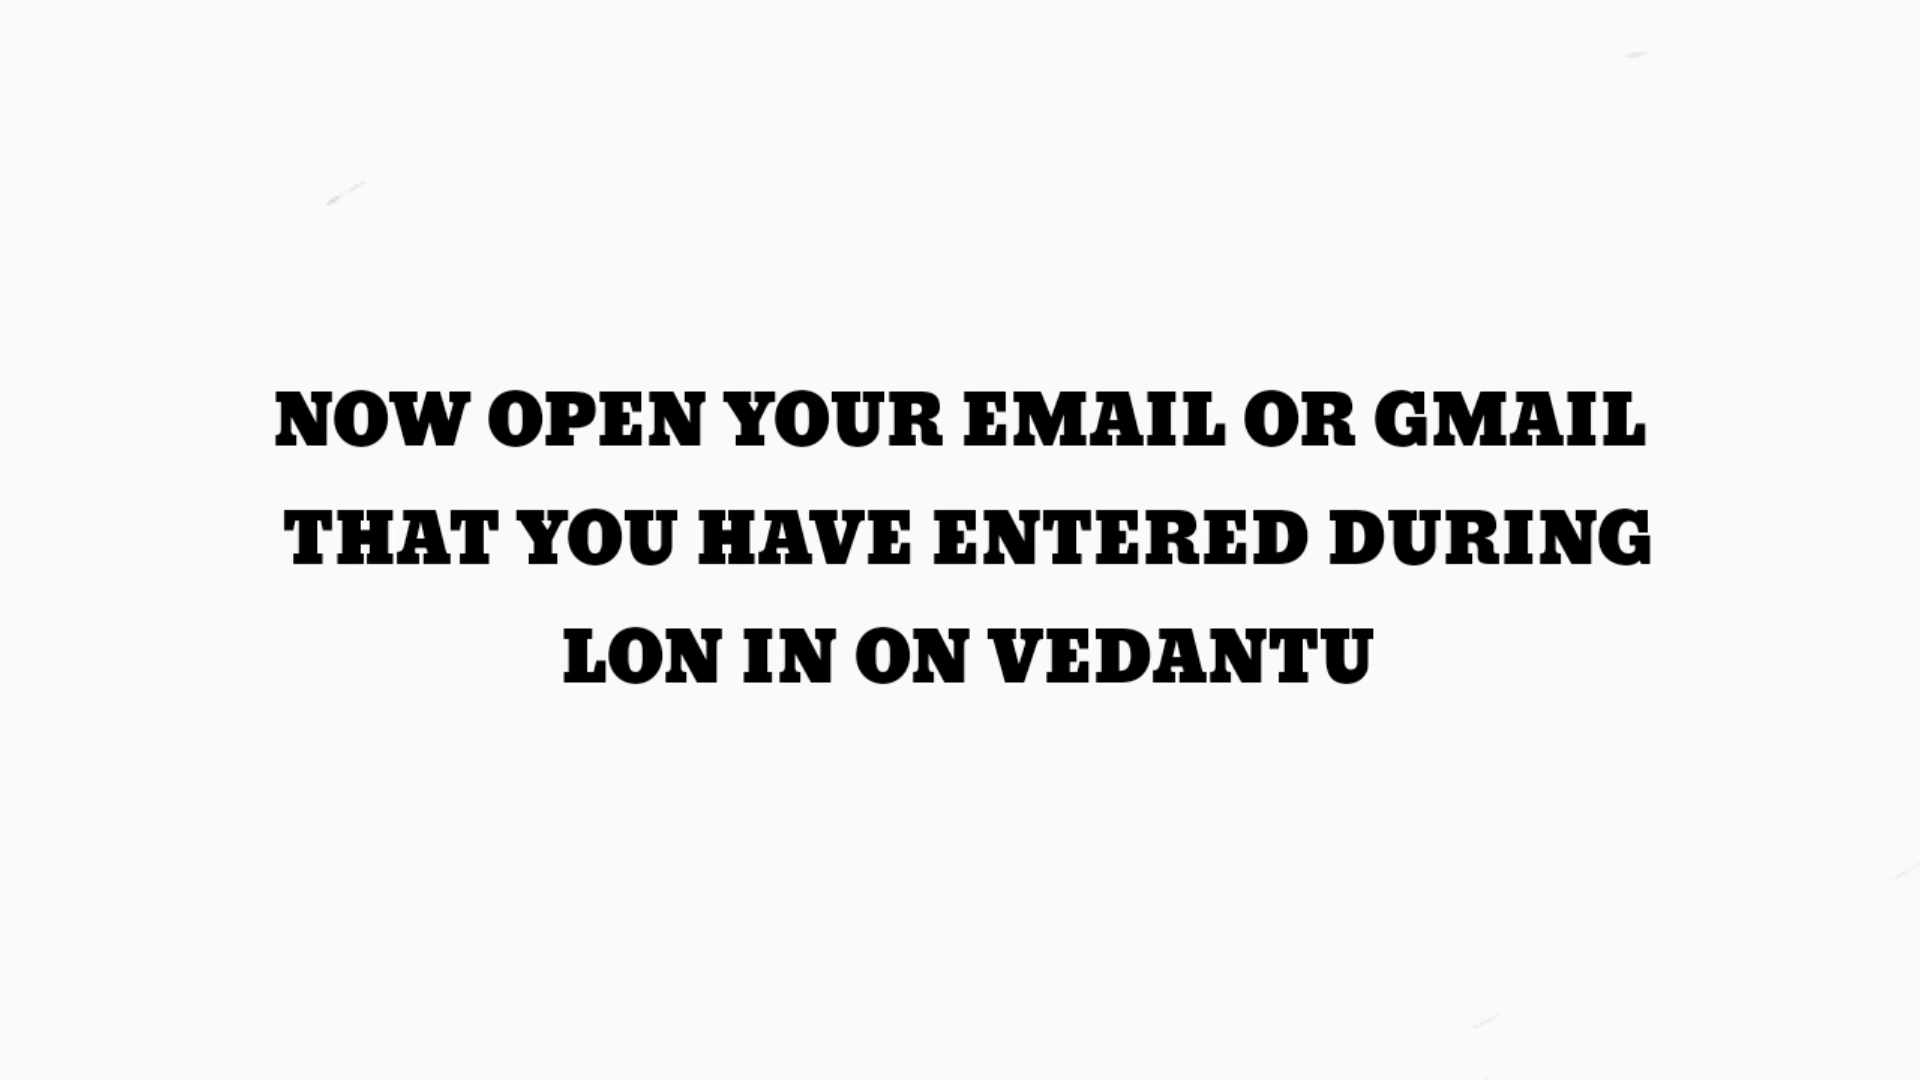 NOW OPEN YOUR EMAIL OR GMAIL
THAT YOU HAVE ENTERED DURING
LON IN ON VEDANTU